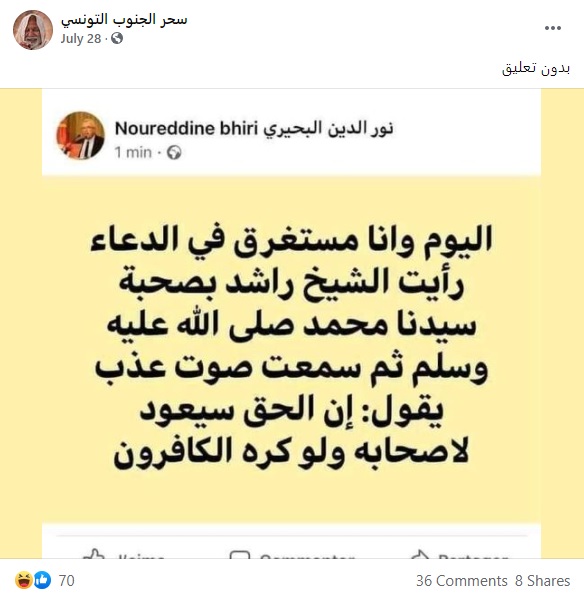 سحر الجنوب التونسي
July 28 ·
بدون تعليق
Noureddine bhiri نور الدين البحيري
1 min ·
اليوم وانا مستغرق في الدعاء
رأيت الشيخ راشد بصحبة
سيدنا محمد صلى الله عليه
وسلم ثم سمعت صوت عذب
يقول: إن الحق سيعود
لاصحابه ولو كره الكافرون
J'aime Commenter Partager
70 36 Comments 8 Shares